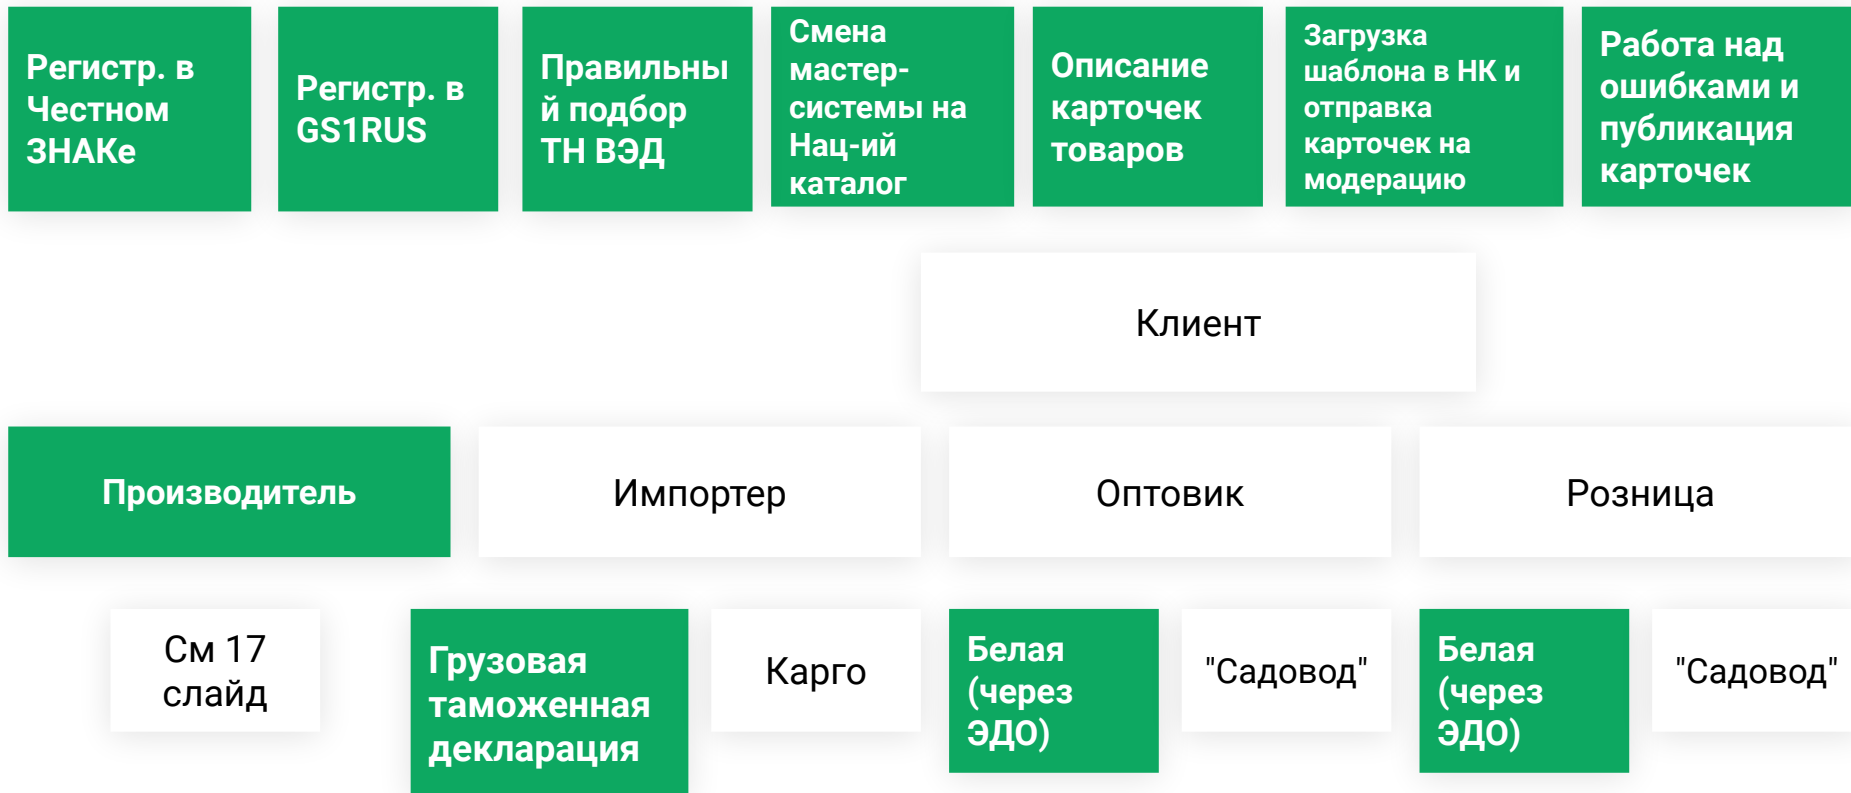 Регистр. в
Честном
ЗНАКе
Регистр. в
GS1RUS
Правильны
й подбор
ТН ВЭД
Смена
мастер-
системы на
Нац-ий
каталог
Описание
карточек
товаров
Загрузка
шаблона в НК и
отправка
карточек на
модерацию
Работа над
ошибками и
публикация
карточек
Клиент
Производитель
Импортер
Оптовик
Розница
См 17
слайд
Грузовая
таможенная
декларация
Карго
Белая
(через
ЭДО)
"Садовод"
Белая
(через
ЭДО)
"Садовод"